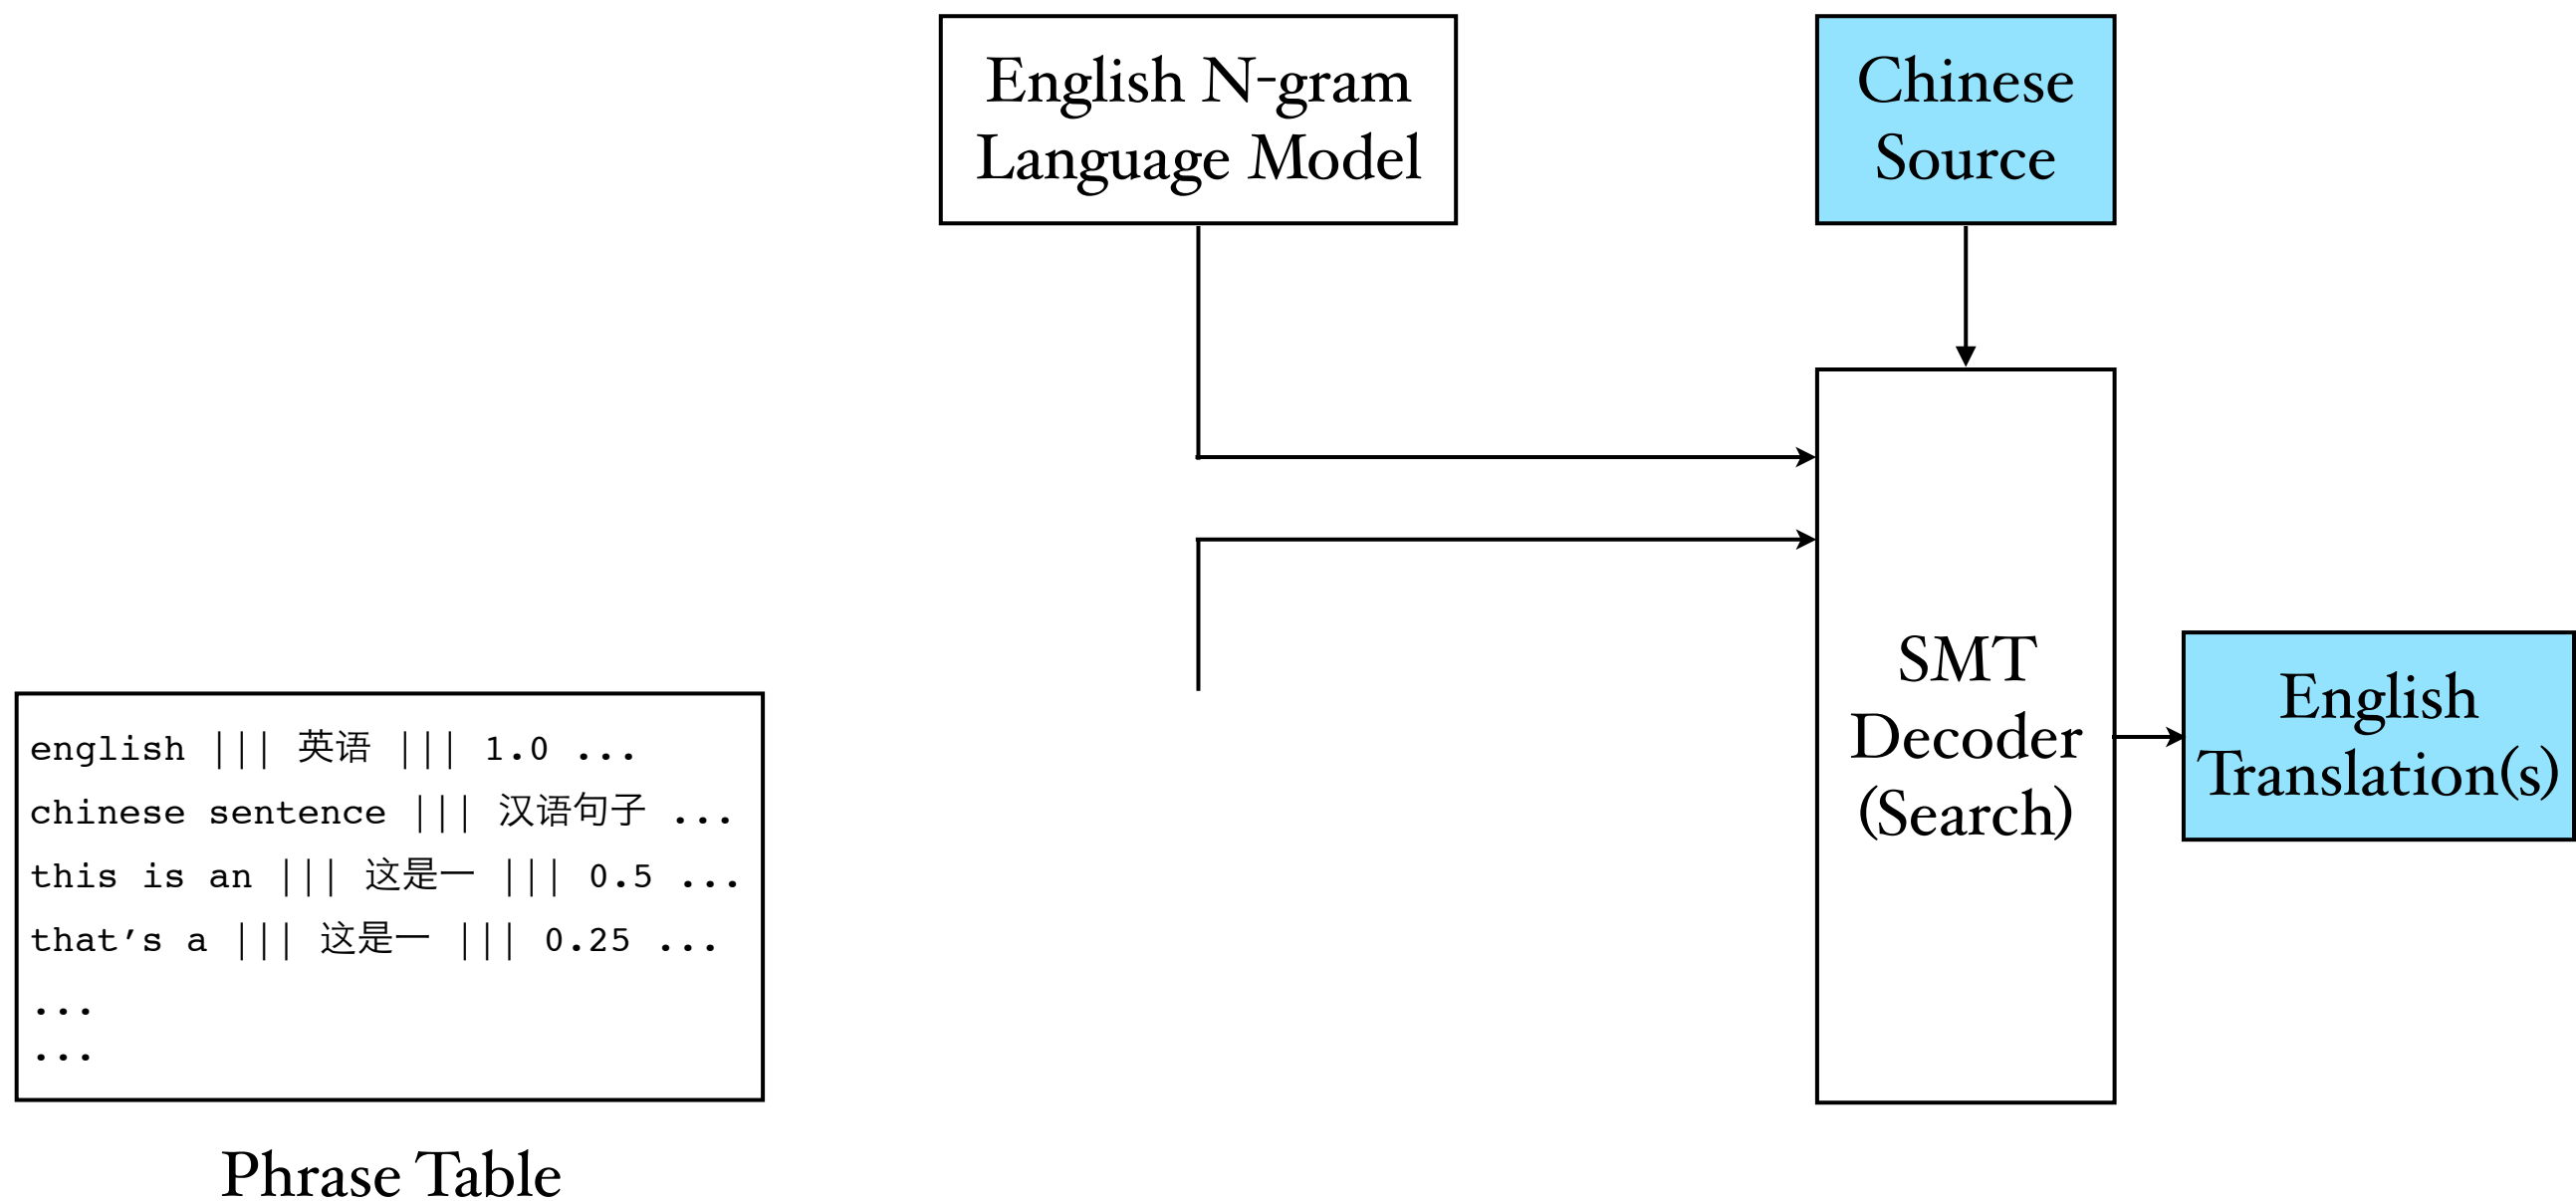 English N-gram
Language Model
Chinese
Source
SMT
Decoder
(Search)
English
Translation(s)
english ||| 英语 ||| 1.0 ...
chinese sentence ||| 汉语句子 ...
this is an ||| 这是一 ||| 0.5 ...
that’s a ||| 这是一 ||| 0.25 ...
...
...
Phrase Table